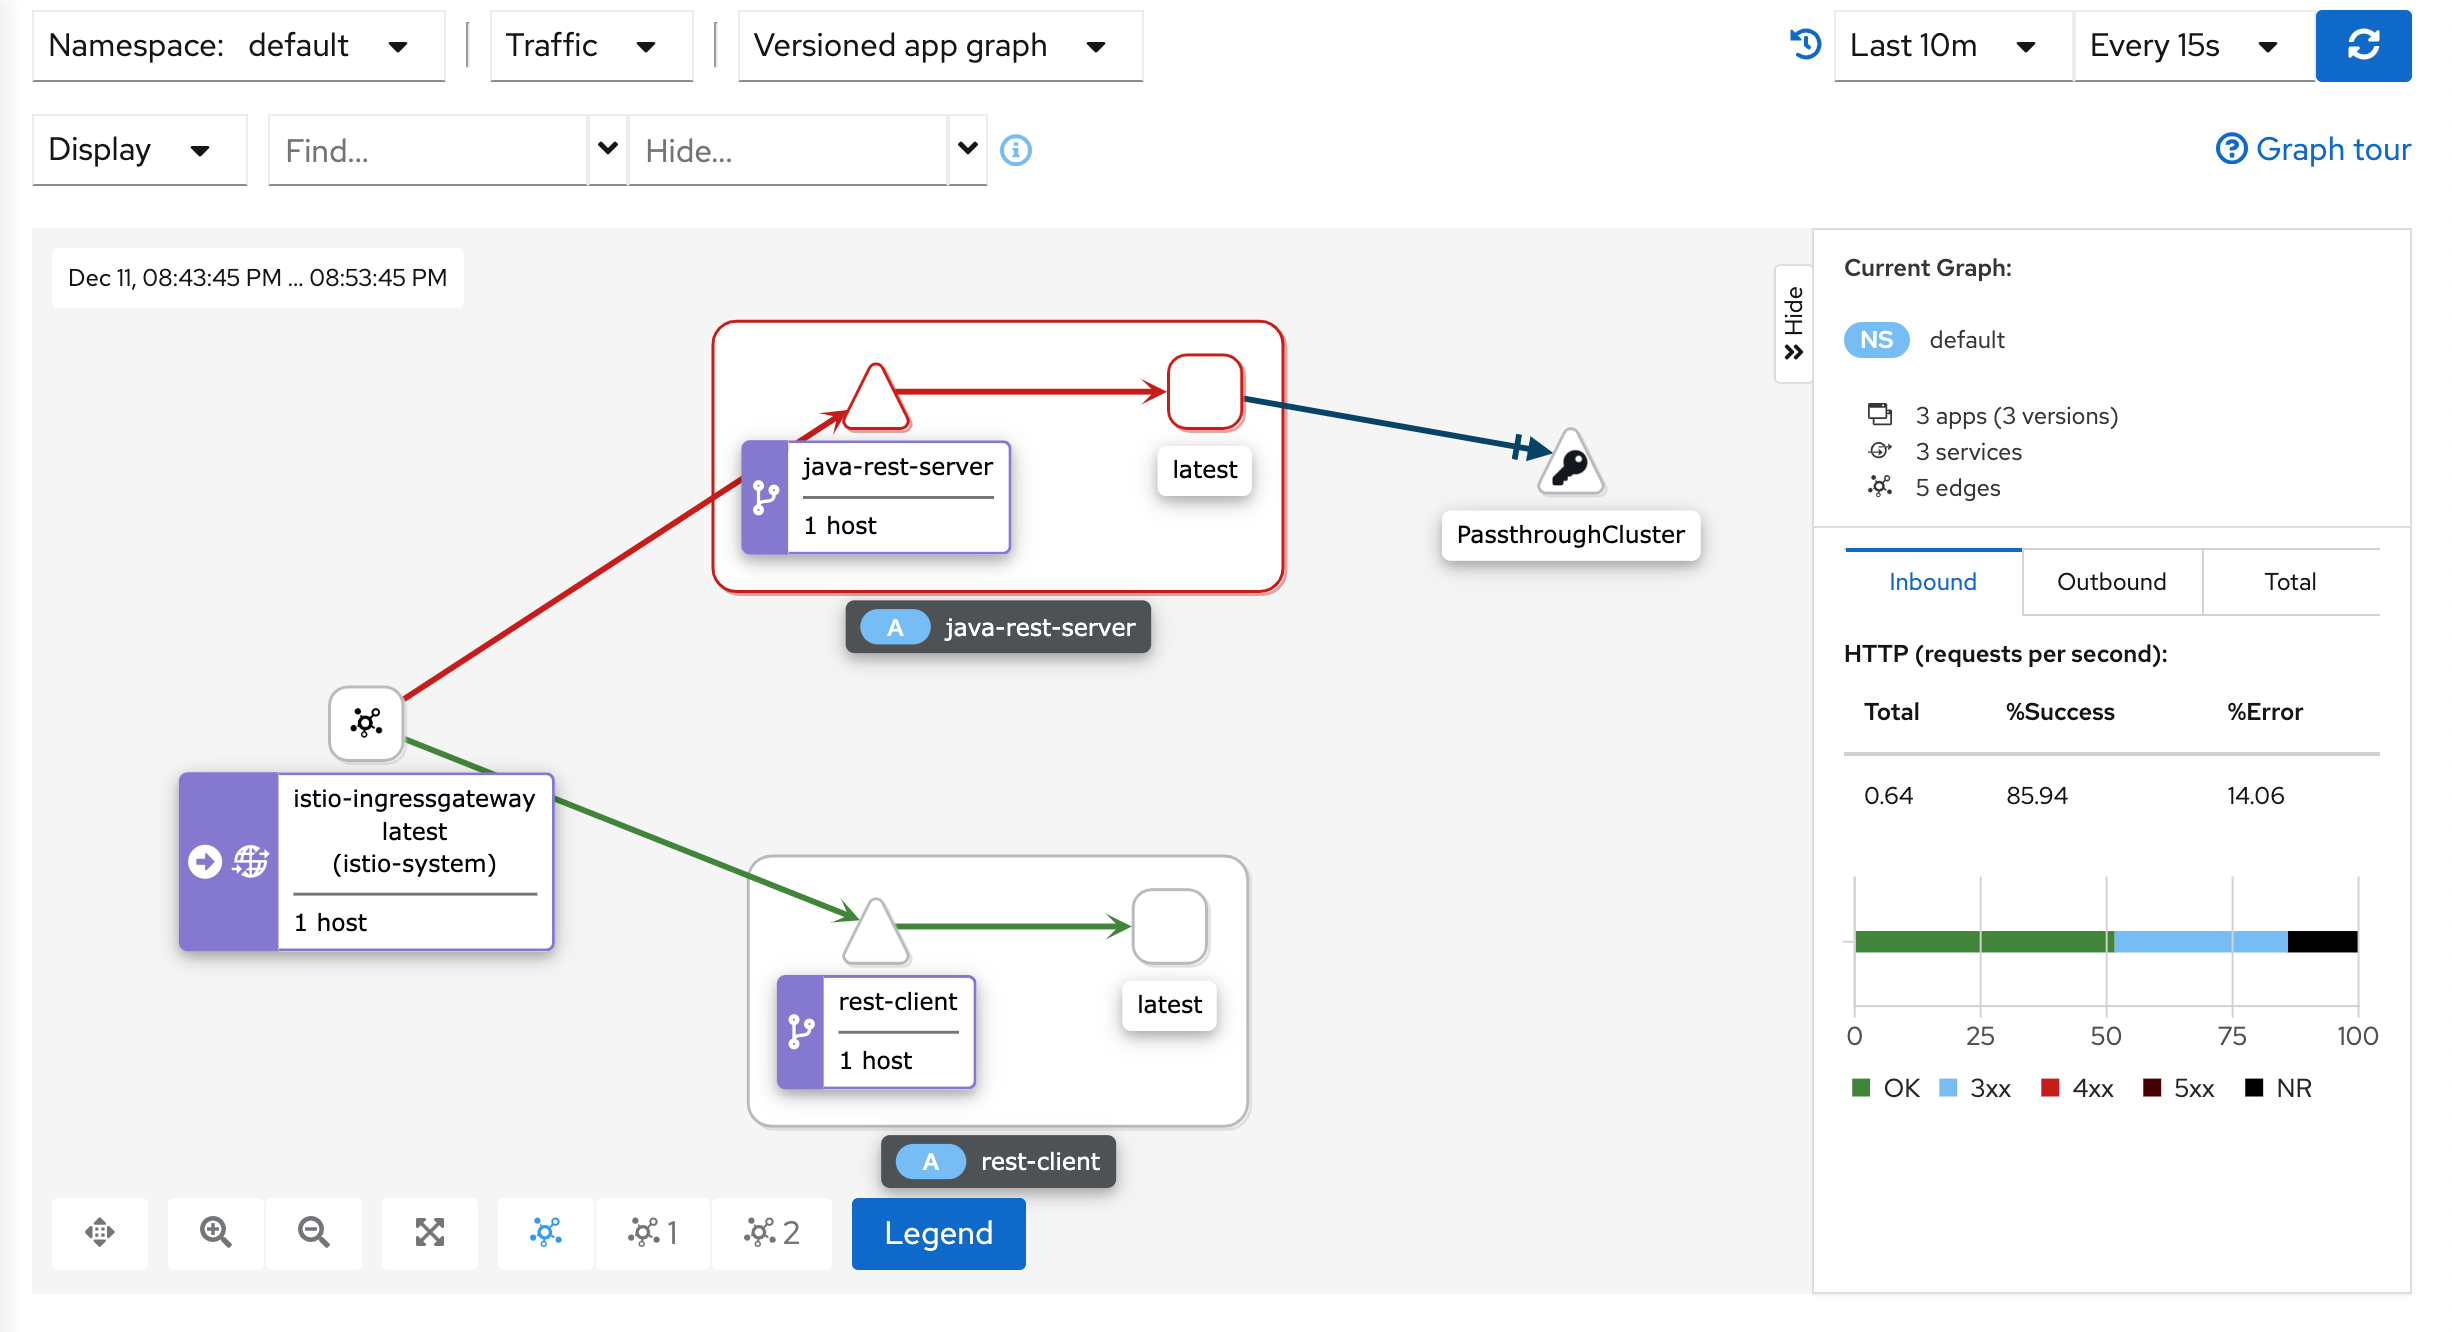 Namespace: default
Traffic
Versioned app graph
Last 10m
Every 15s
Display
Find...
Hide...
Graph tour
Dec 11, 08:43:45 PM ... 08:53:45 PM
Hide
java-rest-server
1 host
latest
PassthroughCluster
A java-rest-server
istio-ingressgateway
latest
(istio-system)
1 host
rest-client
1 host
latest
A rest-client
1
2
Legend
Current Graph:
NS default
3 apps (3 versions)
3 services
5 edges
Inbound
Outbound
Total
HTTP (requests per second):
Total %Success %Error
0.64 85.94 14.06
0 25 50 75 100
OK 3xx 4xx 5xx NR